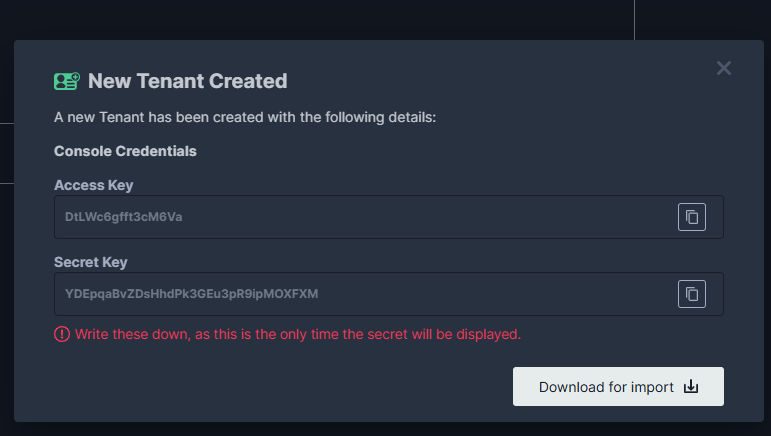 New Tenant Created
A new Tenant has been created with the following details:
Console Credentials
Access Key
DtLWc6gfft3cM6Va
Secret Key
YDEpqaBvZDsHhdPk3GEu3pR9ipMOXFXM
Write these down, as this is the only time the secret will be displayed.
Download for import